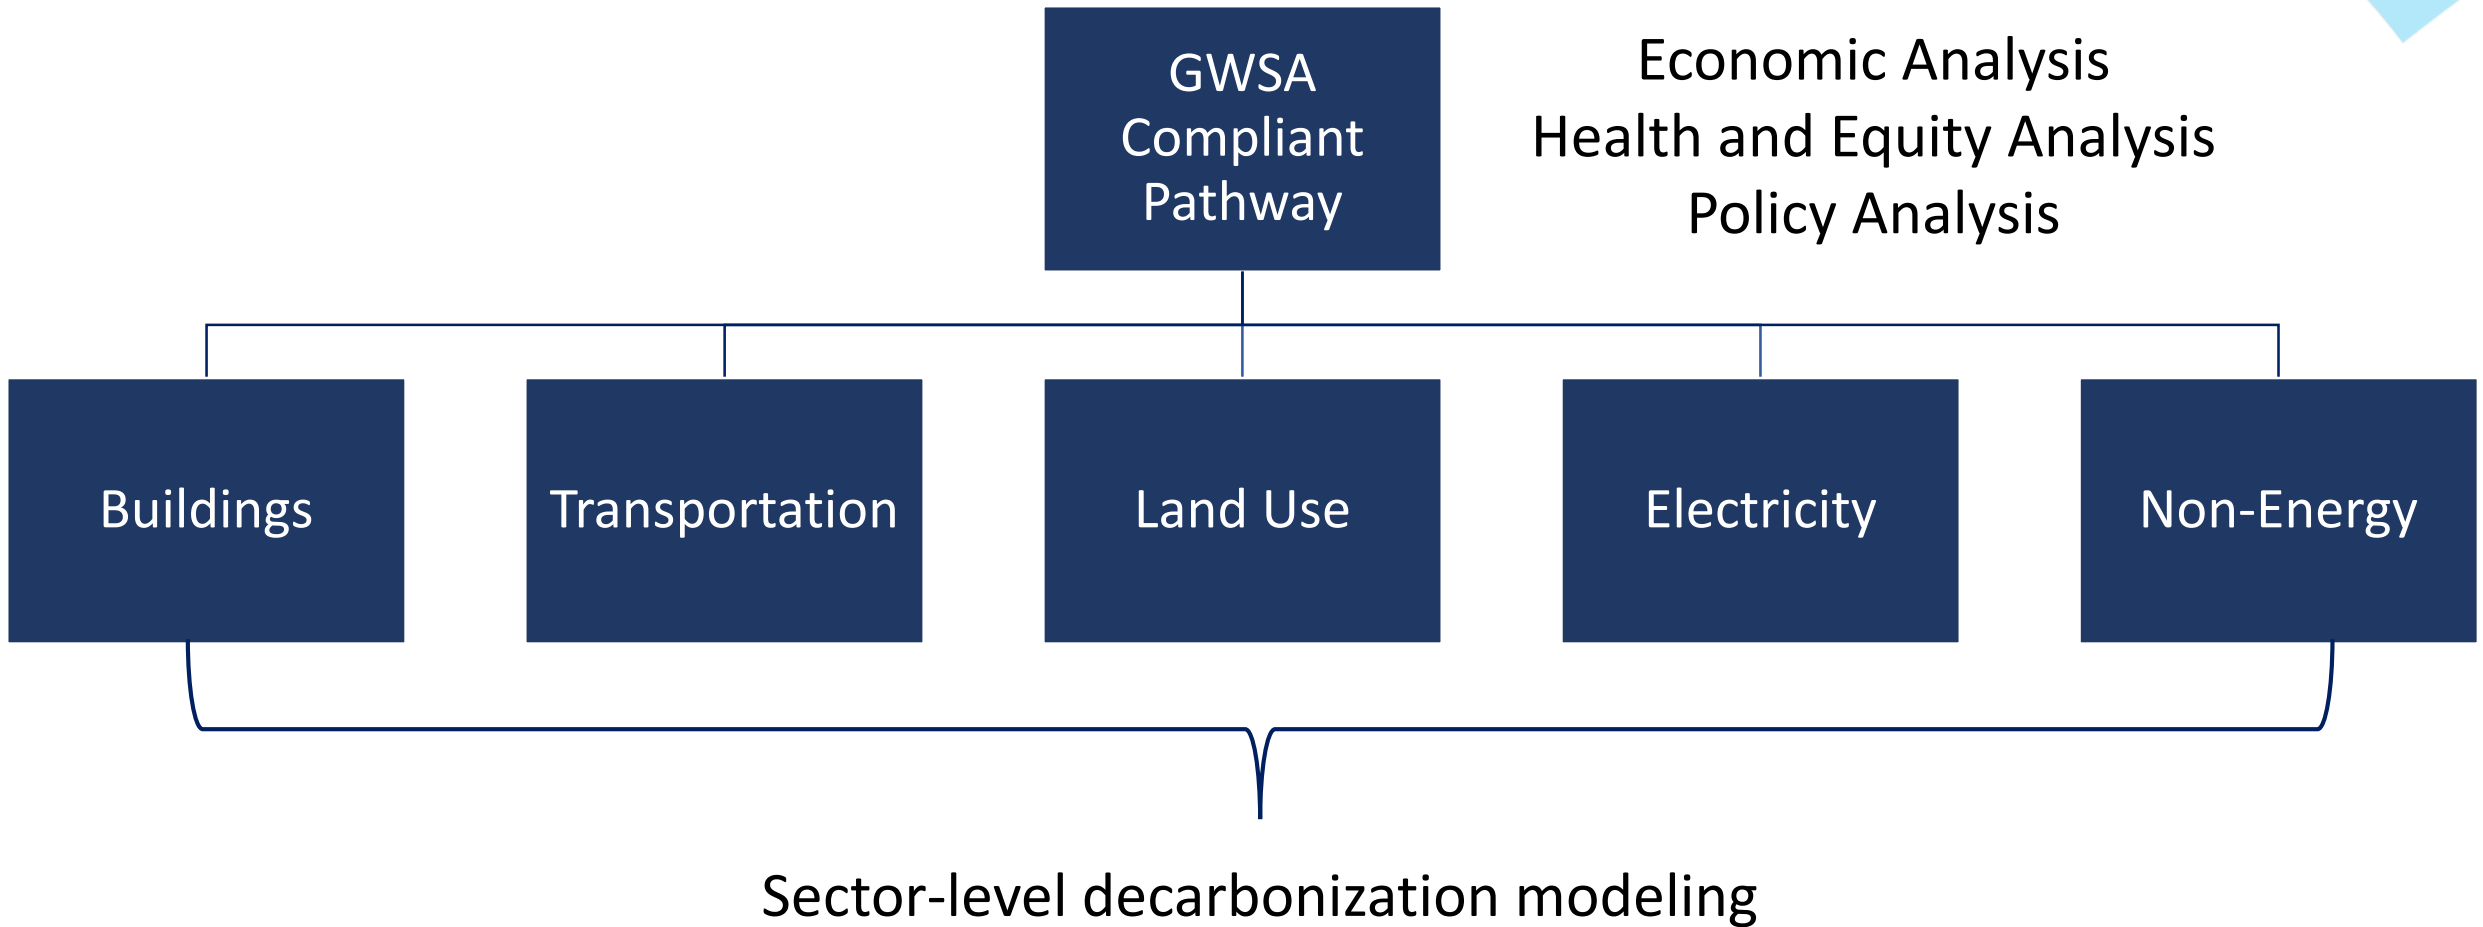 GWSA
Compliant
Pathway
Economic Analysis
Health and Equity Analysis
Policy Analysis
Buildings
Transportation
Land Use
Electricity
Non-Energy
Sector-level decarbonization modeling